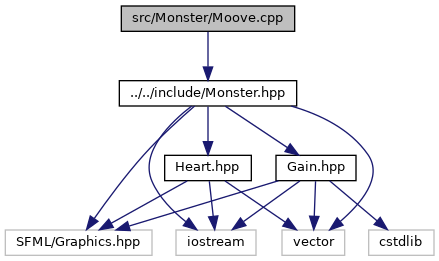 src/Monster/Moove.cpp
../../include/Monster.hpp
Heart.hpp
Gain.hpp
SFML/Graphics.hpp
iostream
vector
cstdlib